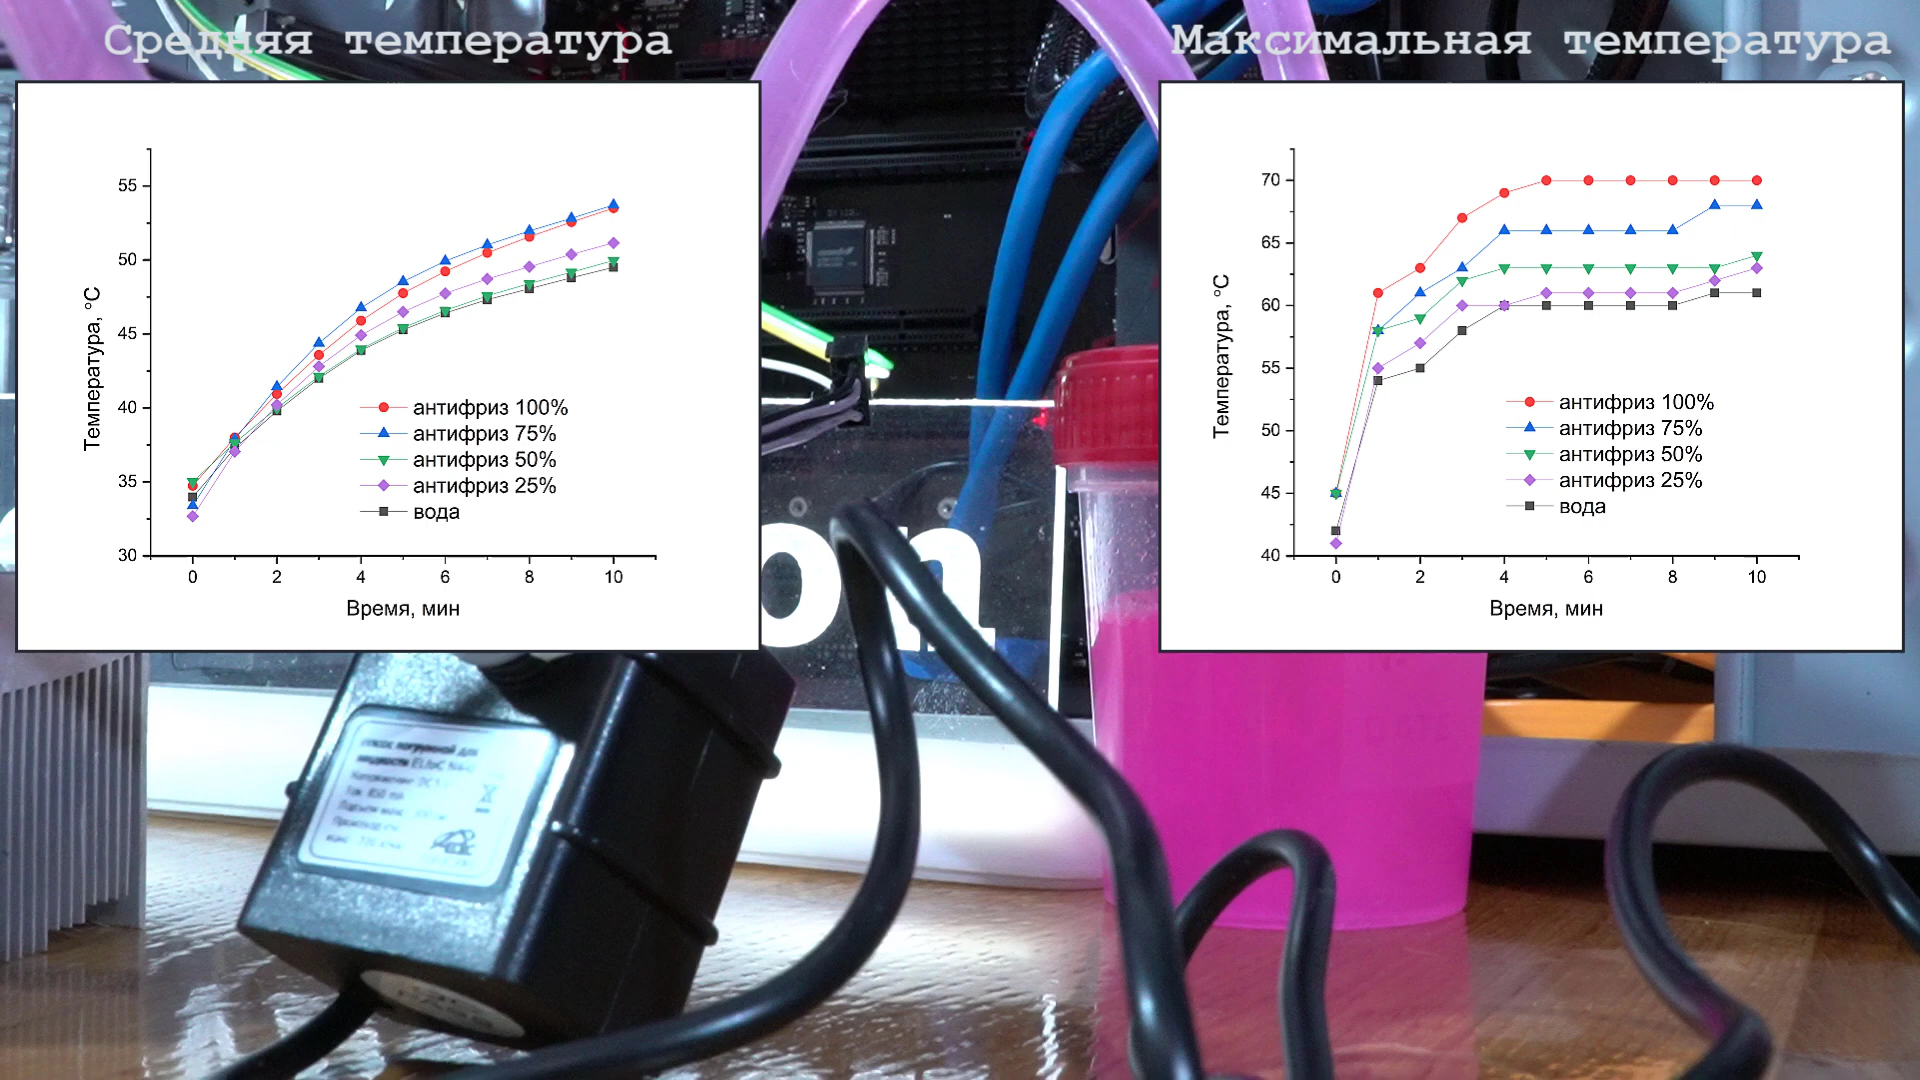 Средняя температура
Максимальная температура
55
50
45
40
35
30
0 2 4 6 8 10
Температура, °C
Время, мин
антифриз 100%
антифриз 75%
антифриз 50%
антифриз 25%
вода
70
65
60
55
50
45
40
0 2 4 6 8 10
Температура, °C
Время, мин
антифриз 100%
антифриз 75%
антифриз 50%
антифриз 25%
вода
on